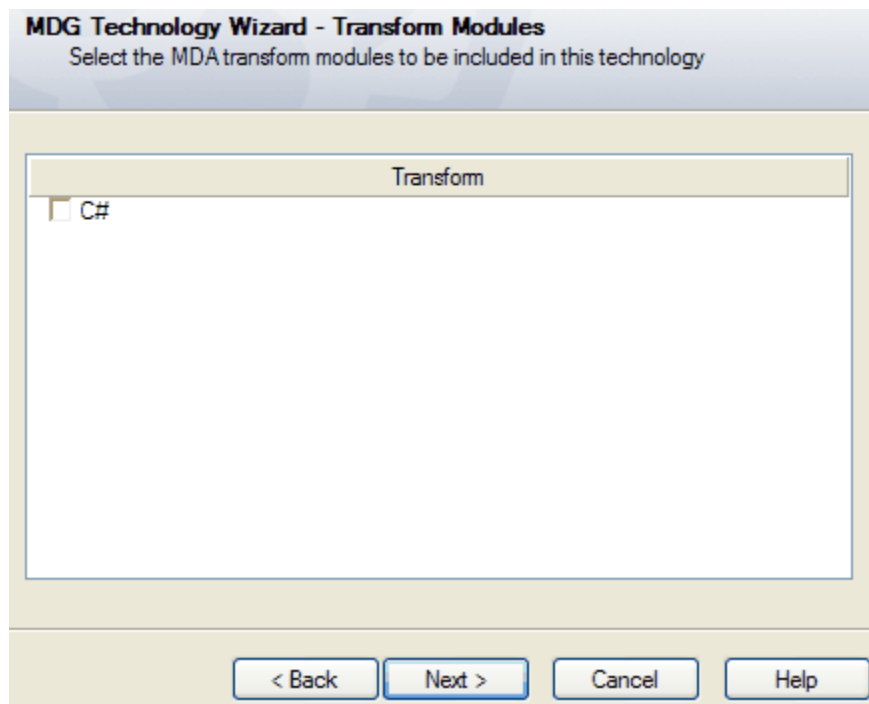 MDG Technology Wizard - Transform Modules
Select the MDA transform modules to be included in this technology
Transform
C#
< Back Next > Cancel Help